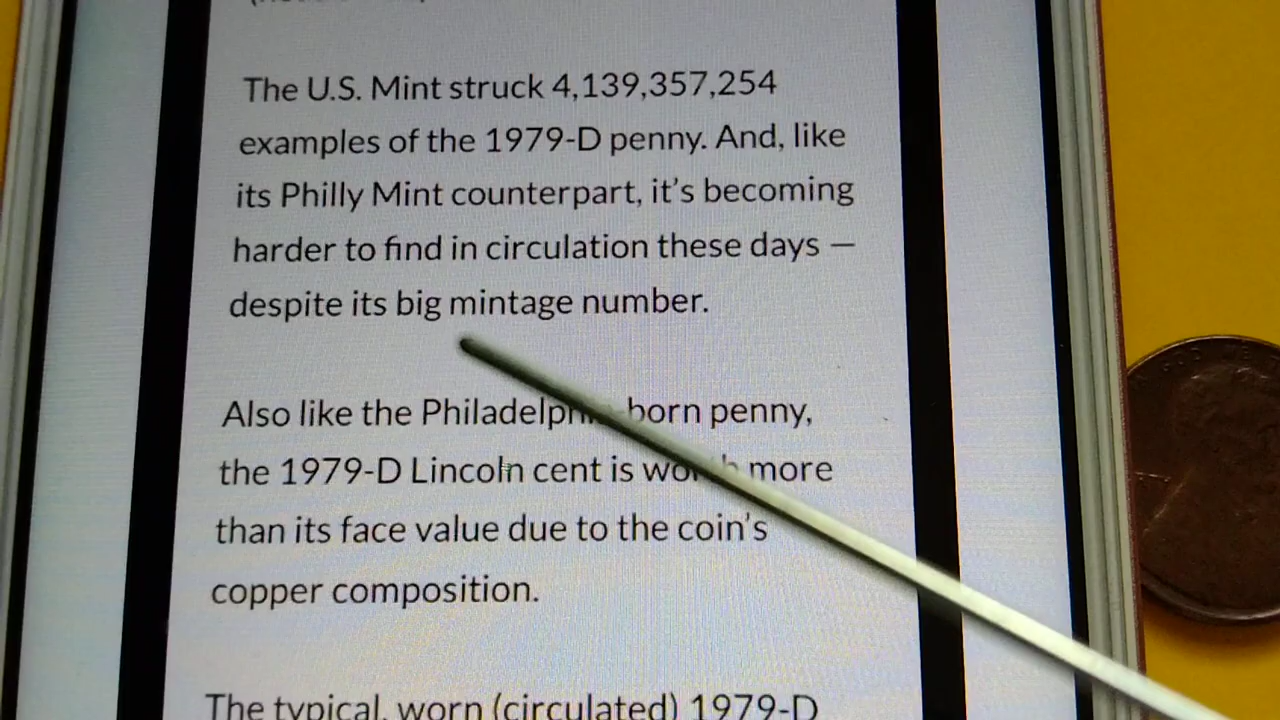 The U.S. Mint struck 4,139,357,254
examples of the 1979-D penny. And, like
its Philly Mint counterpart, it's becoming
harder to find in circulation these days —
despite its big mintage number.
Also like the born penny,
the 1979-D Lincoln cent is more
than its face value due to the coin's
copper composition.
The typical, worn (circulated) 1979-D